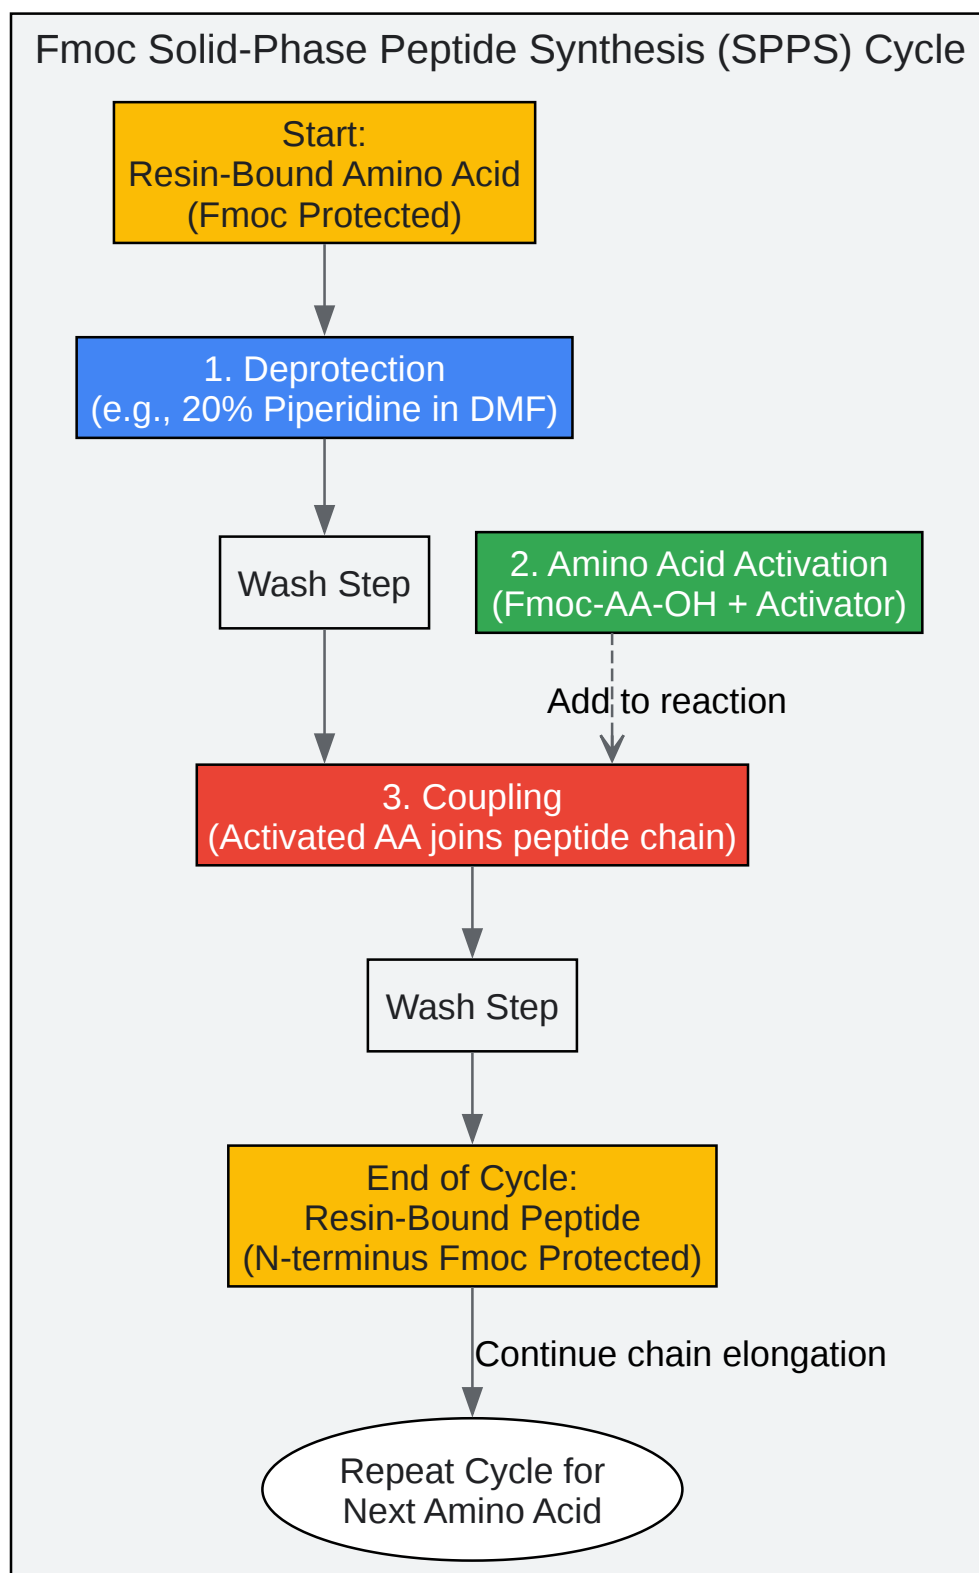 Fmoc Solid-Phase Peptide Synthesis (SPPS) Cycle
Start:
Resin-Bound Amino Acid
(Fmoc Protected)
1. Deprotection
(e.g., 20% Piperidine in DMF)
Wash Step
2. Amino Acid Activation
(Fmoc-AA-OH + Activator)
Add to reaction
3. Coupling
(Activated AA joins peptide chain)
Wash Step
End of Cycle:
Resin-Bound Peptide
(N-terminus Fmoc Protected)
Continue chain elongation
Repeat Cycle for
Next Amino Acid